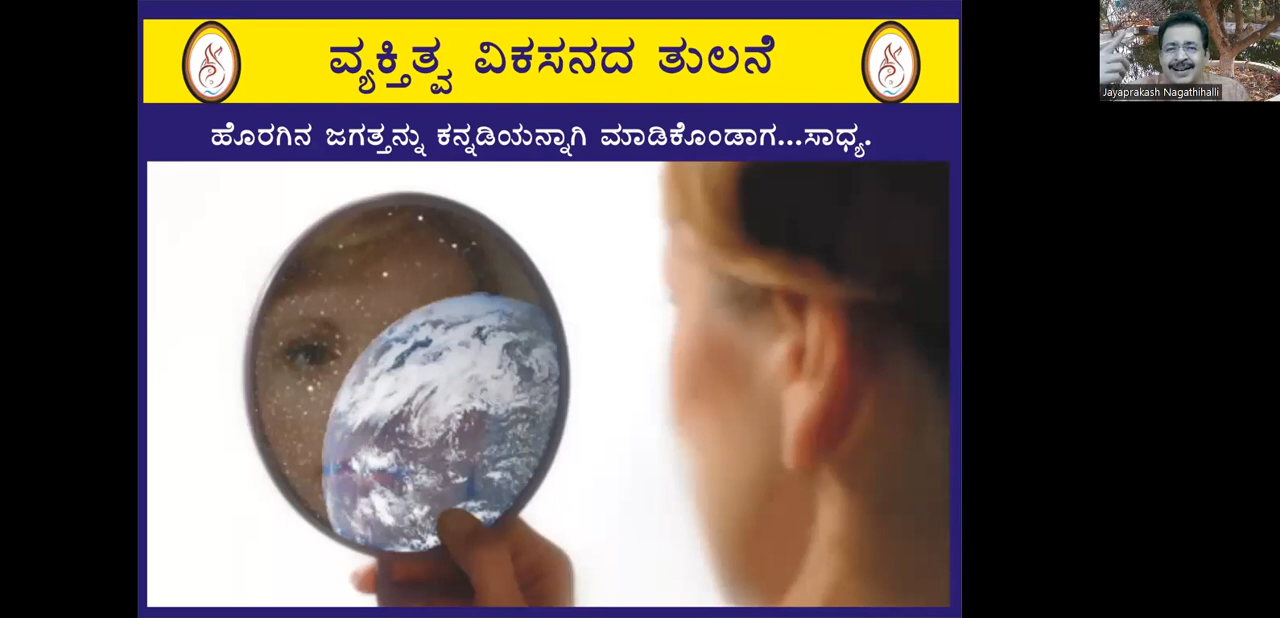 ವ್ಯಕ್ತಿತ್ವ ವಿಕಸನದ ತುಲನೆ
ಹೊರಗಿನ ಜಗತ್ತನ್ನು ಕನ್ನಡಿಯನ್ನಾಗಿ ಮಾಡಿಕೊಂಡಾಗ...ಸಾಧ್ಯ.
Jayaprakash Nagathihalli